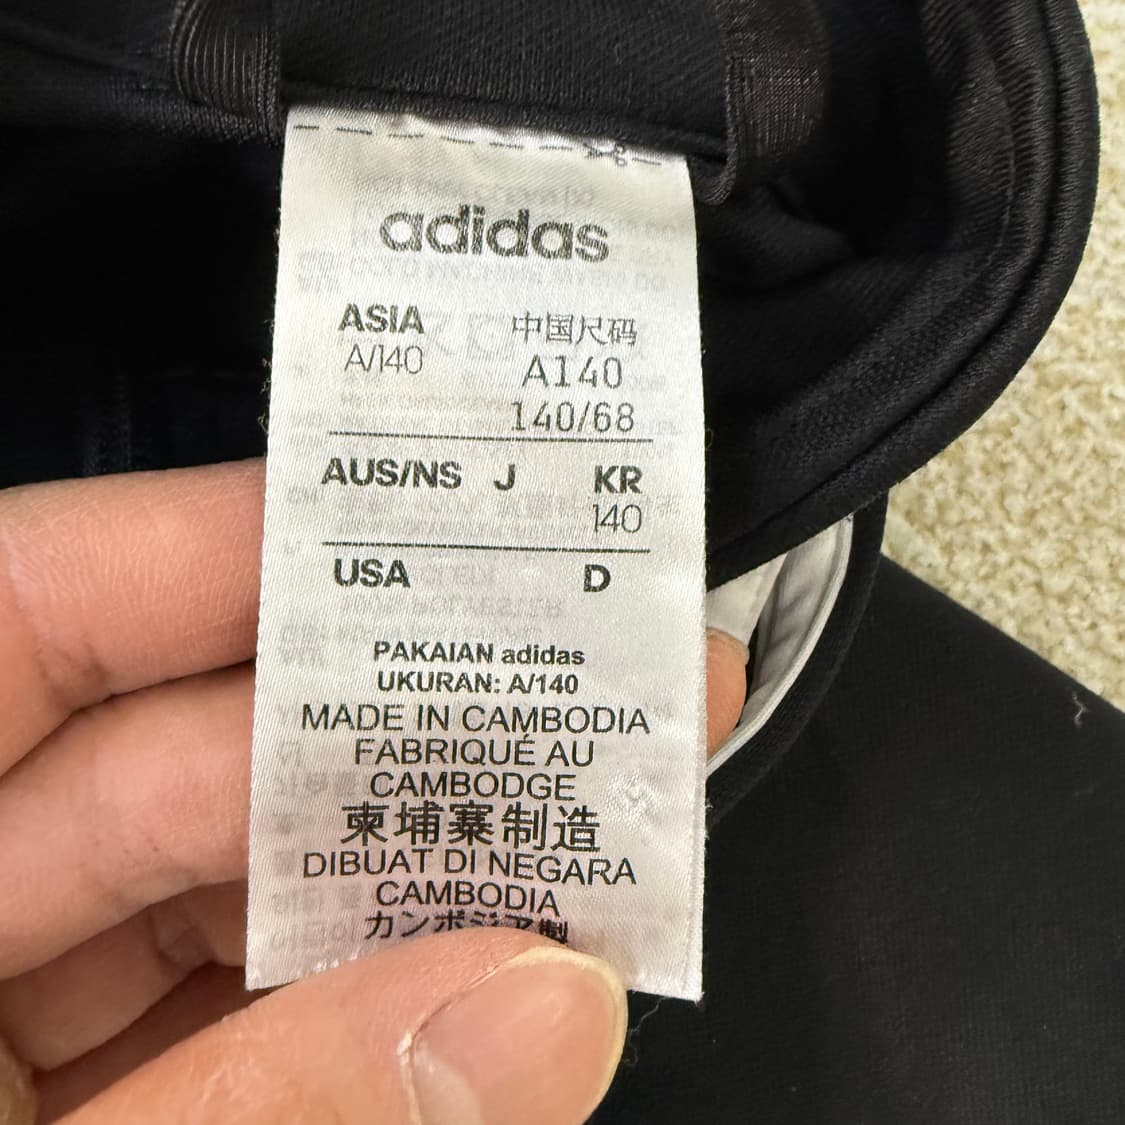 adidas
ASIA 中国尺码
A/140 A140
140/68
AUS/NS J KR
140
USA D
PAKAIAN adidas
UKURAN: A/140
MADE IN CAMBODIA
FABRIQUÉ AU
CAMBODGE
柬埔寨制造
DIBUAT DI NEGARA
CAMBODIA
カンボジア製